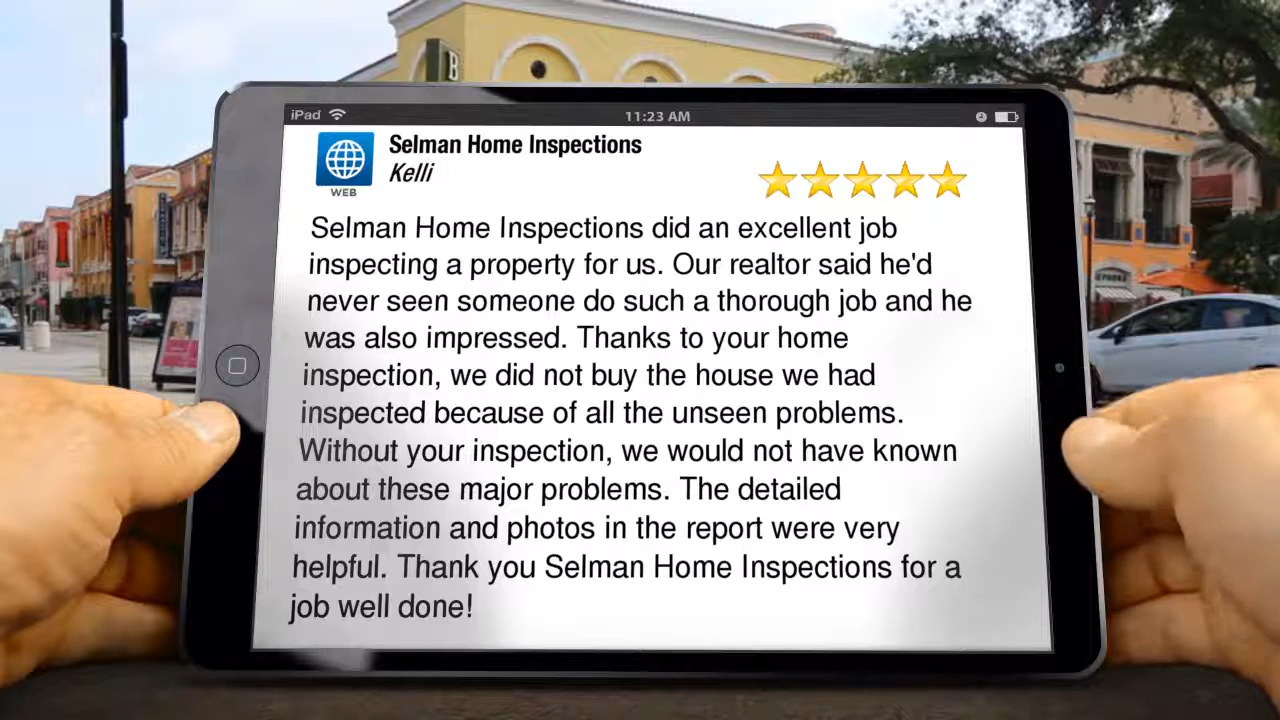 iPad
11:23 AM
WEB
Selman Home Inspections
Kelli
Selman Home Inspections did an excellent job
inspecting a property for us. Our realtor said he'd
never seen someone do such a thorough job and he
was also impressed. Thanks to your home
inspection, we did not buy the house we had
inspected because of all the unseen problems.
Without your inspection, we would not have known
about these major problems. The detailed
information and photos in the report were very
helpful. Thank you Selman Home Inspections for a
job well done!
B